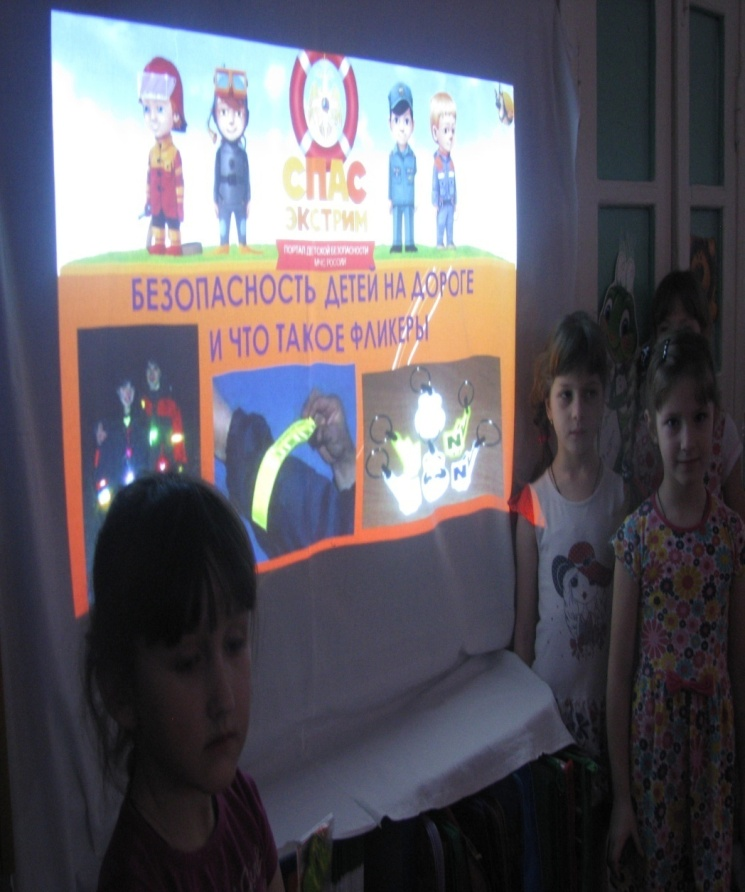 СПАС
ЭКСТРИМ
ПОРТАЛ ДЕТСКОЙ БЕЗОПАСНОСТИ
МЧС РОССИИ
БЕЗОПАСНОСТЬ ДЕТЕЙ НА ДОРОГЕ
И ЧТО ТАКОЕ ФЛИКЕРЫ